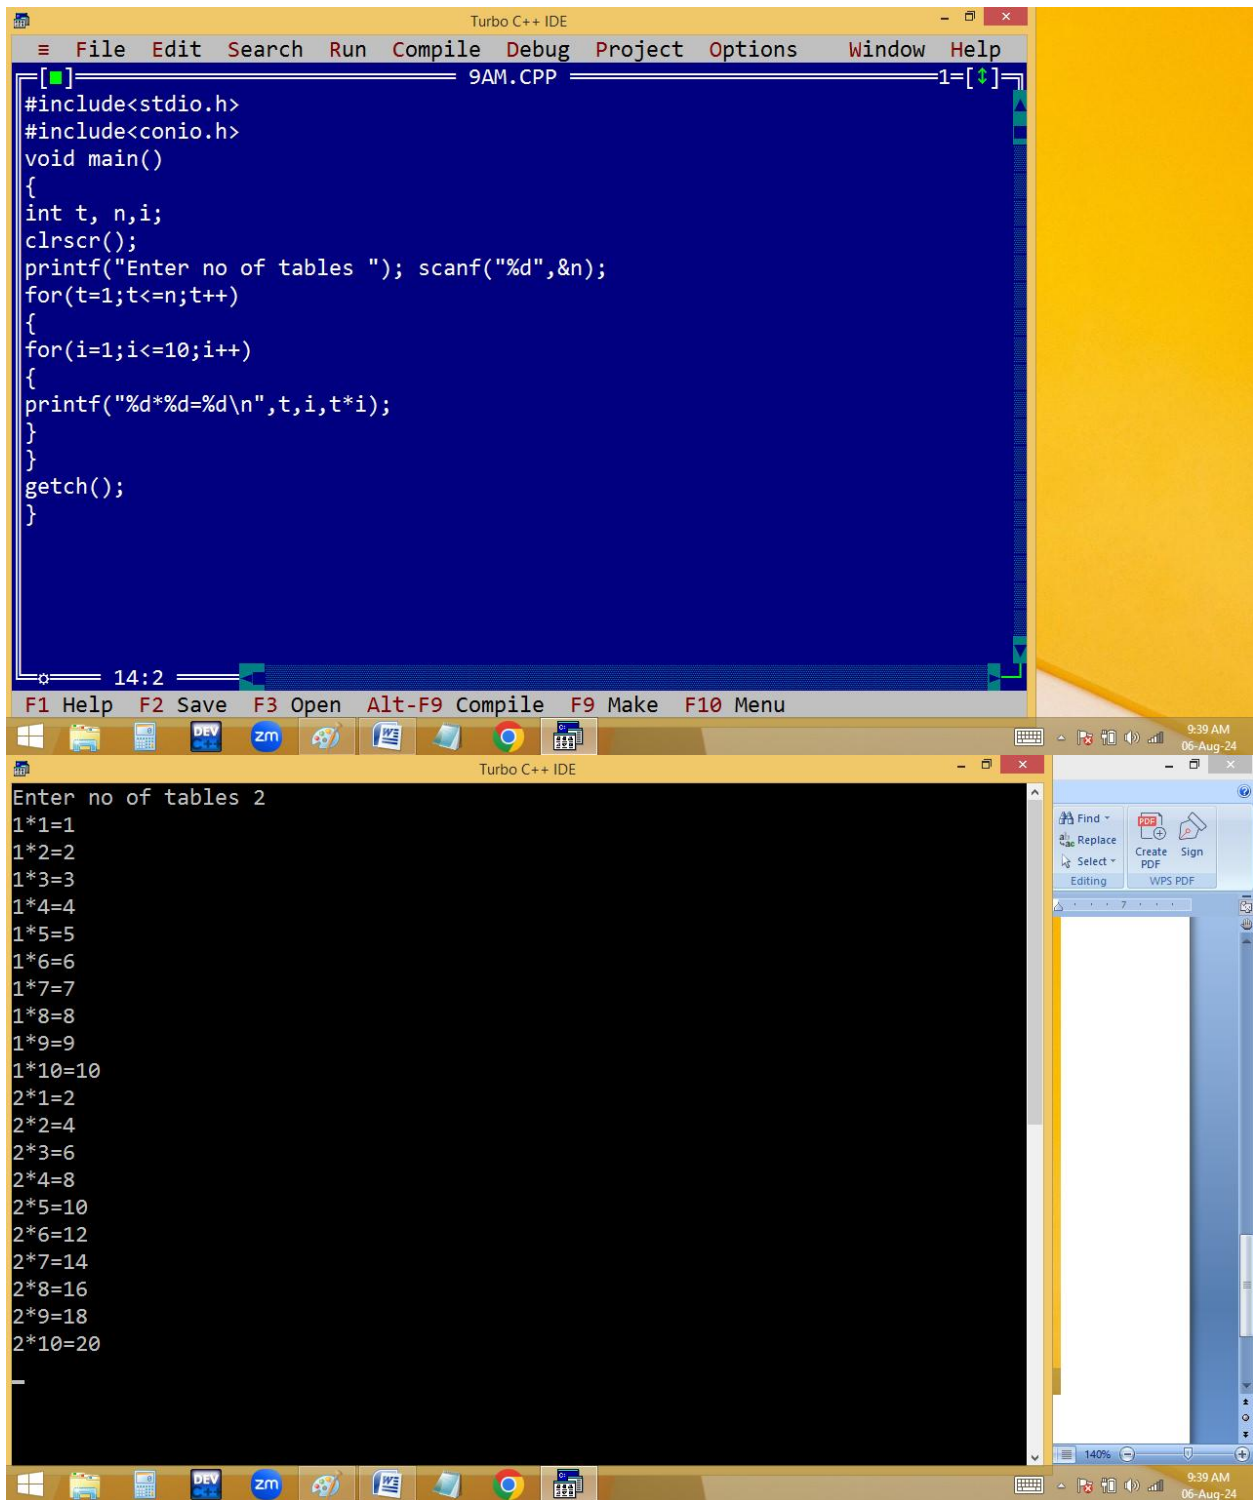 Turbo C++ IDE
≡ File Edit Search Run Compile Debug Project Options Window Help
9AM.CPP
1=[↕]
#include<stdio.h>
#include<conio.h>
void main()
{
int t, n,i;
clrscr();
printf("Enter no of tables "); scanf("%d",&n);
for(t=1;t<=n;t++)
{
for(i=1;i<=10;i++)
{
printf("%d*%d=%d\n",t,i,t*i);
}
}
getch();
}
14:2
F1 Help F2 Save F3 Open Alt-F9 Compile F9 Make F10 Menu
DEV C++
zm
9:39 AM
06-Aug-24
Turbo C++ IDE
Enter no of tables 2
1*1=1
1*2=2
1*3=3
1*4=4
1*5=5
1*6=6
1*7=7
1*8=8
1*9=9
1*10=10
2*1=2
2*2=4
2*3=6
2*4=8
2*5=10
2*6=12
2*7=14
2*8=16
2*9=18
2*10=20
Find
Replace
Select
Editing
PDF
Create PDF
Sign
WPS PDF
7
140%
DEV C++
zm
9:39 AM
06-Aug-24